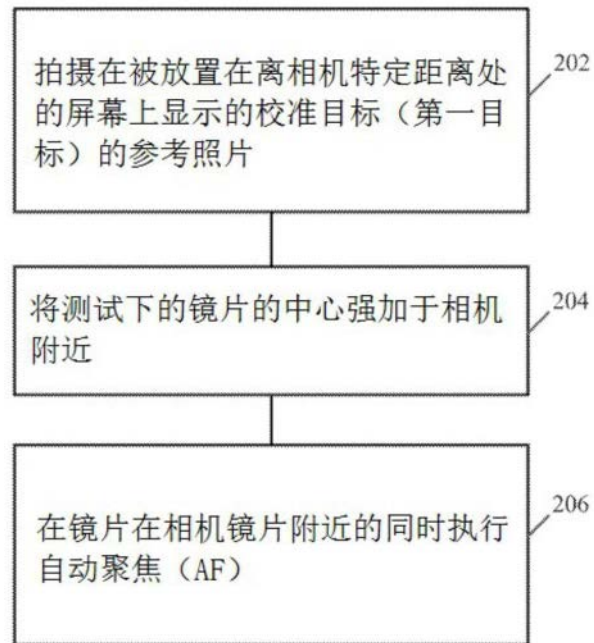 拍摄在被放置在离相机特定距离处
的屏幕上显示的校准目标（第一目
标）的参考照片
202
将测试下的镜片的中心强加于相机
附近
204
在镜片在相机镜片附近的同时执行
自动聚焦（AF）
206